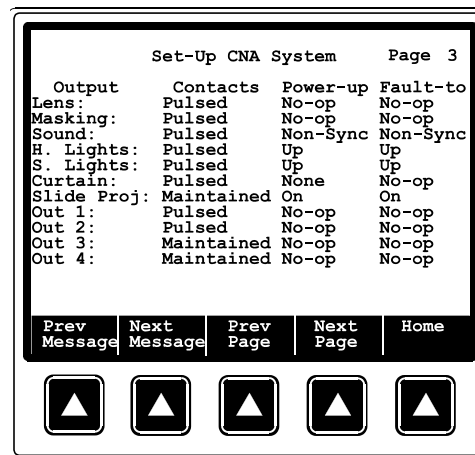 Set-Up CNA System Page 3
Output Contacts Power-up Fault-to
Lens: Pulsed No-op No-op
Masking: Pulsed No-op No-op
Sound: Pulsed Non-Sync Non-Sync
H. Lights: Pulsed Up Up
S. Lights: Pulsed Up Up
Curtain: Pulsed None No-op
Slide Proj: Maintained On On
Out 1: Pulsed No-op No-op
Out 2: Pulsed No-op No-op
Out 3: Maintained No-op No-op
Out 4: Maintained No-op No-op
Prev Next Prev Next Home
Message Message Page Page